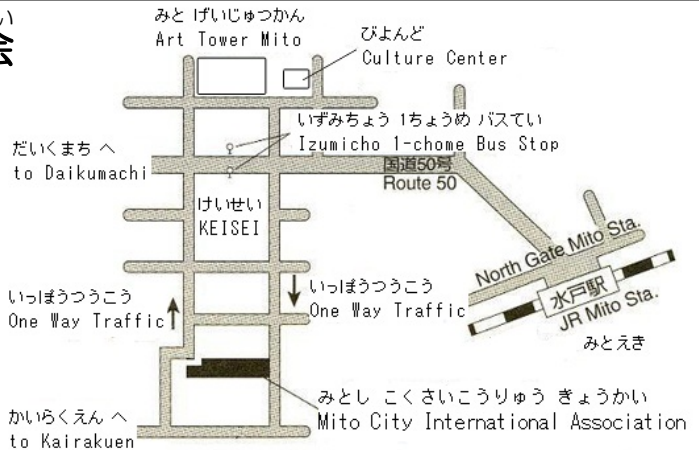 い
会
みと げいじゅつかん
Art Tower Mito
びよんど
Culture Center
いずみちょう 1ちょうめ バスてい
Izumicho 1-chome Bus Stop
だいくまち へ
to Daikumachi
国道50号
Route 50
けいせい
KEISEI
North Gate Mito Sta.
水戸駅
JR Mito Sta.
みとえき
いっぽうつうこう
One Way Traffic
いっぽうつうこう
One Way Traffic
みとし こくさいこうりゅう きょうかい
Mito City International Association
かいらくえん へ
to Kairakuen